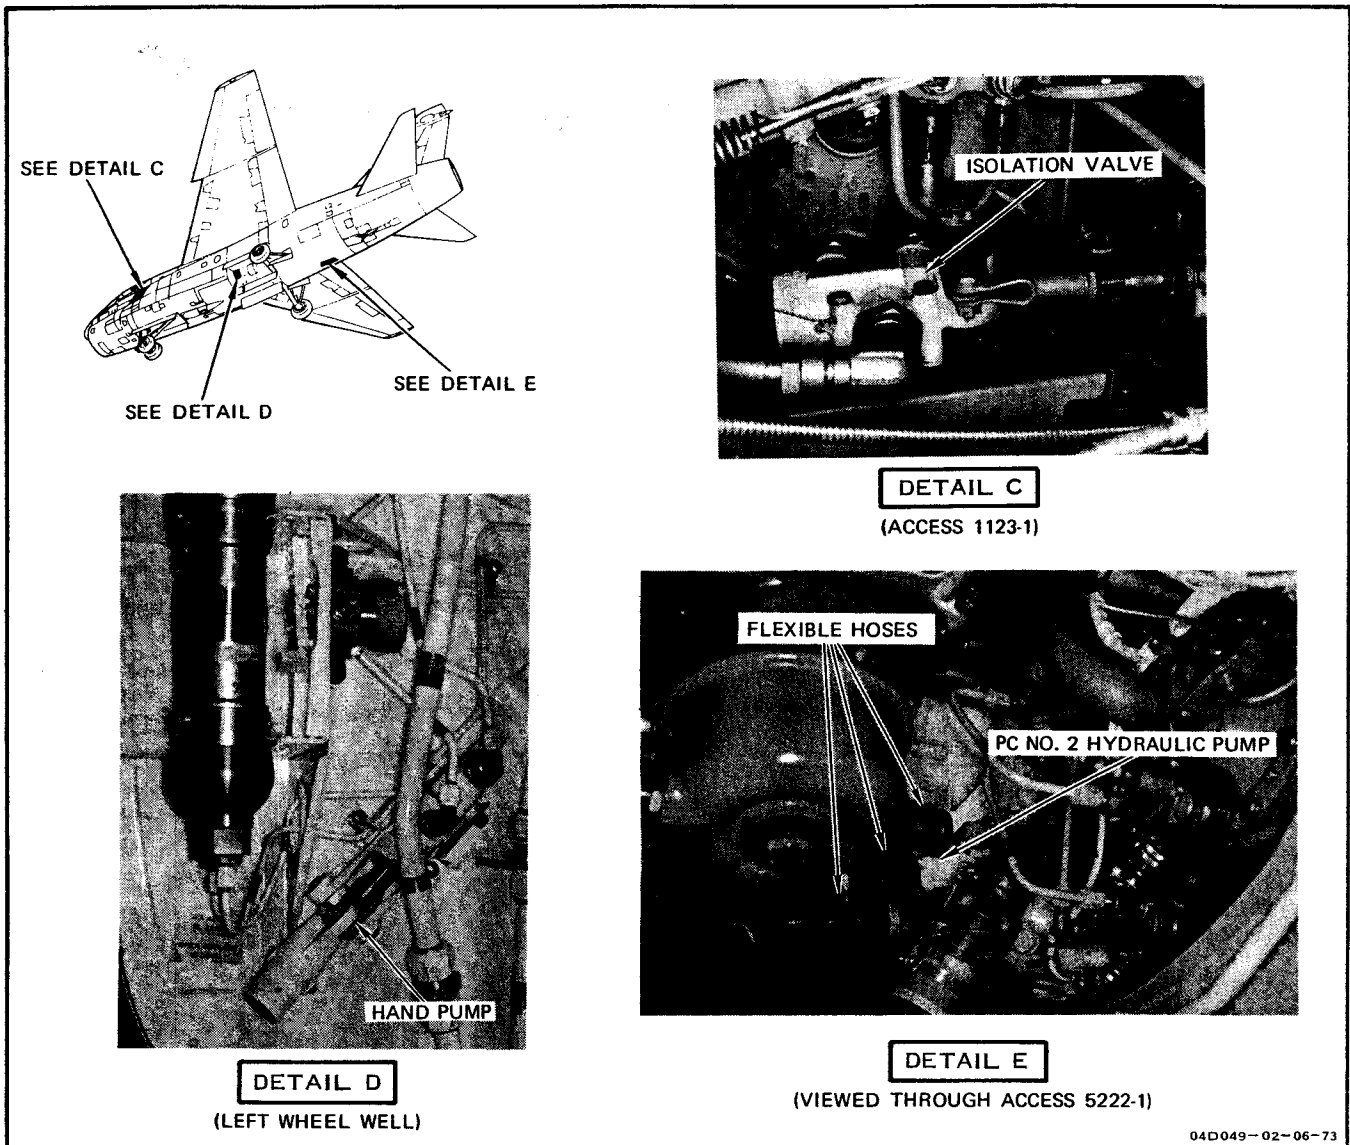 SEE DETAIL C
SEE DETAIL E
SEE DETAIL D
ISOLATION VALVE
DETAIL C
(ACCESS 1123-1)
HAND PUMP
DETAIL D
(LEFT WHEEL WELL)
FLEXIBLE HOSES
PC NO. 2 HYDRAULIC PUMP
DETAIL E
(VIEWED THROUGH ACCESS 5222-1)
04D049-02-06-73